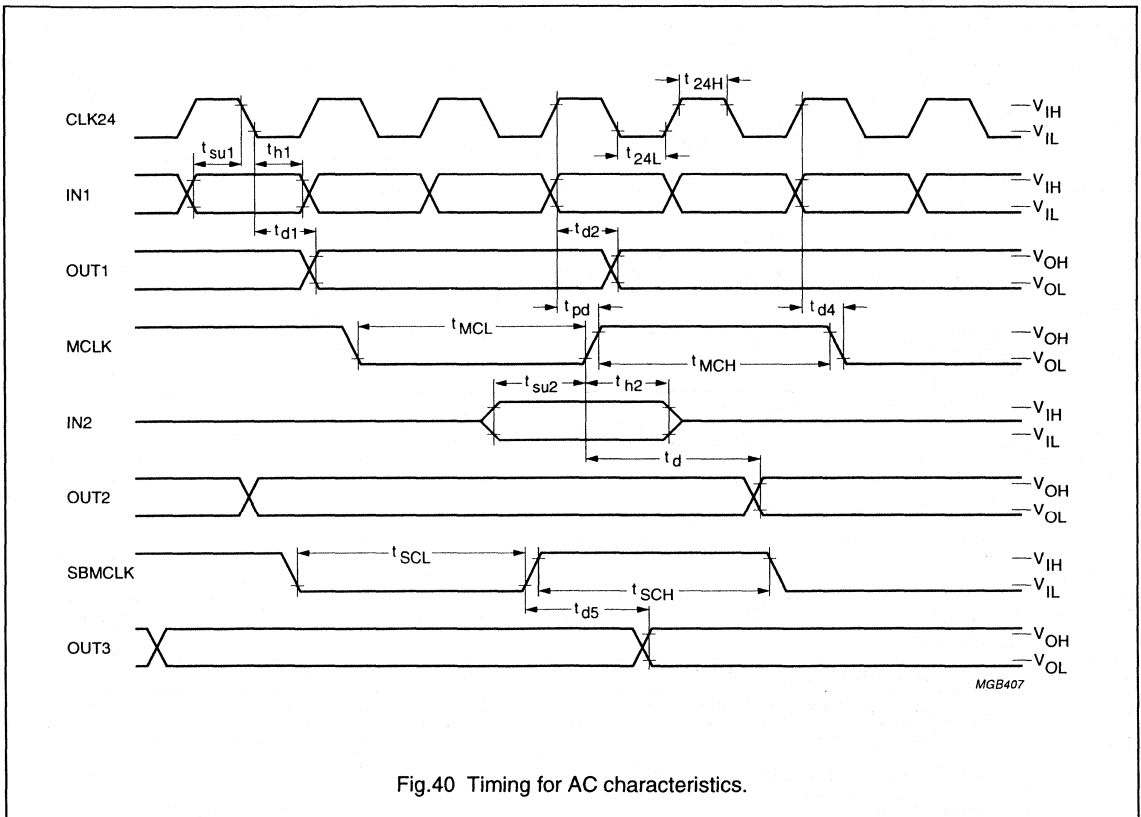 t24H
CLK24
VIH
VIL
tsu1
th1
t24L
IN1
VIH
VIL
td1
td2
OUT1
VOH
VOL
tpd
td4
MCLK
tMCL
VOH
VOL
tMCH
tsu2
th2
IN2
VIH
VIL
td
OUT2
VOH
VOL
SBMCLK
tSCL
VIH
VIL
tSCH
td5
OUT3
VOH
VOL
MGB407
Fig.40 Timing for AC characteristics.